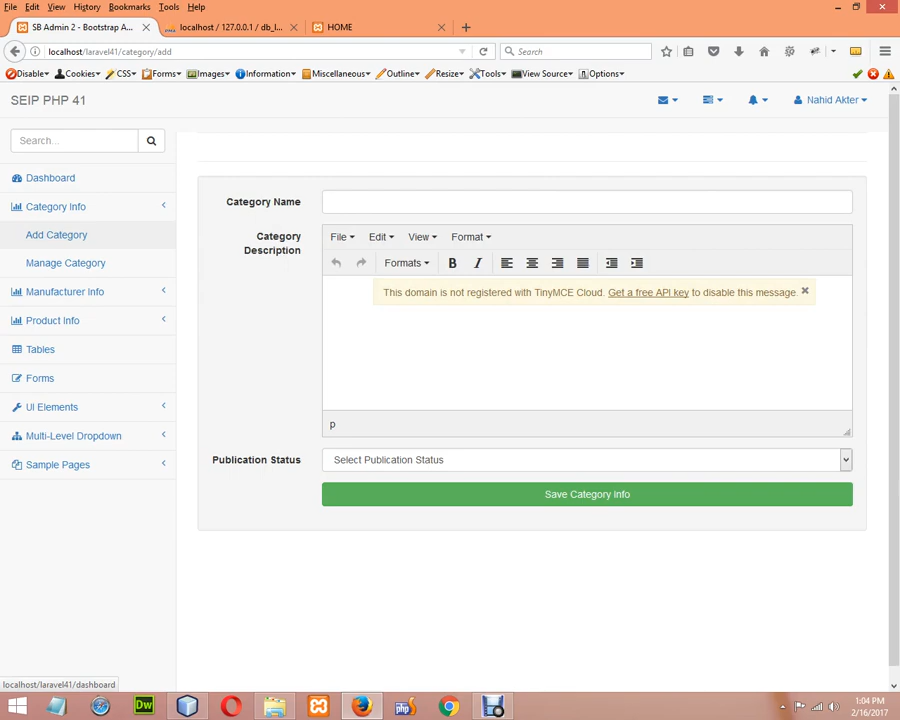 File Edit View History Bookmarks Tools Help
SB Admin 2 - Bootstrap A... localhost / 127.0.0.1 / db_l... HOME
localhost/laravel41/category/add Search
Disable Cookies CSS Forms Images Information Miscellaneous Outline Resize Tools View Source Options
SEIP PHP 41 Nahid Akter
Search...
Dashboard
Category Info
Add Category
Manage Category
Manufacturer Info
Product Info
Tables
Forms
UI Elements
Multi-Level Dropdown
Sample Pages
Category Name
Category
Description
File Edit View Format
Formats B I
This domain is not registered with TinyMCE Cloud. Get a free API key to disable this message.
p
Publication Status Select Publication Status
Save Category Info
localhost/laravel41/dashboard
Dw php
1:04 PM
2/16/2017